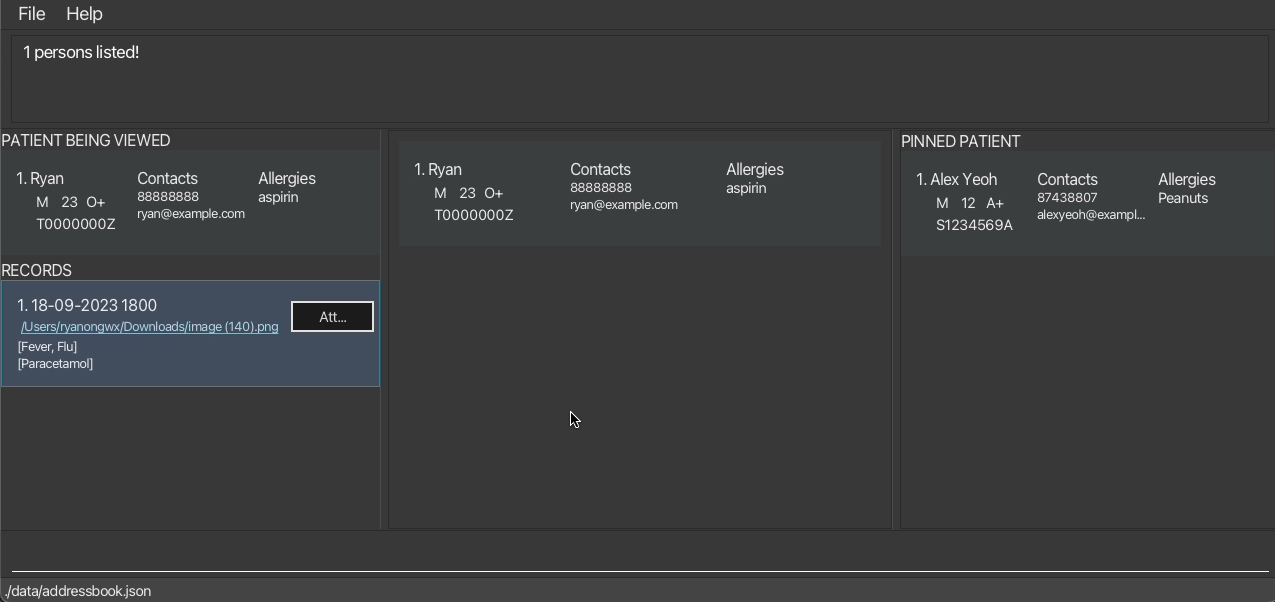 File Help
1 persons listed!
PATIENT BEING VIEWED
1. Ryan
M 23 O+
T0000000Z
Contacts
88888888
ryan@example.com
Allergies
aspirin
RECORDS
1. 18-09-2023 1800
/Users/ryanongwx/Downloads/image (140).png
[Fever, Flu]
[Paracetamol]
Att...
1. Ryan
M 23 O+
T0000000Z
Contacts
88888888
ryan@example.com
Allergies
aspirin
PINNED PATIENT
1. Alex Yeoh
M 12 A+
S1234569A
Contacts
87438807
alexyeoh@exampl...
Allergies
Peanuts
./data/addressbook.json